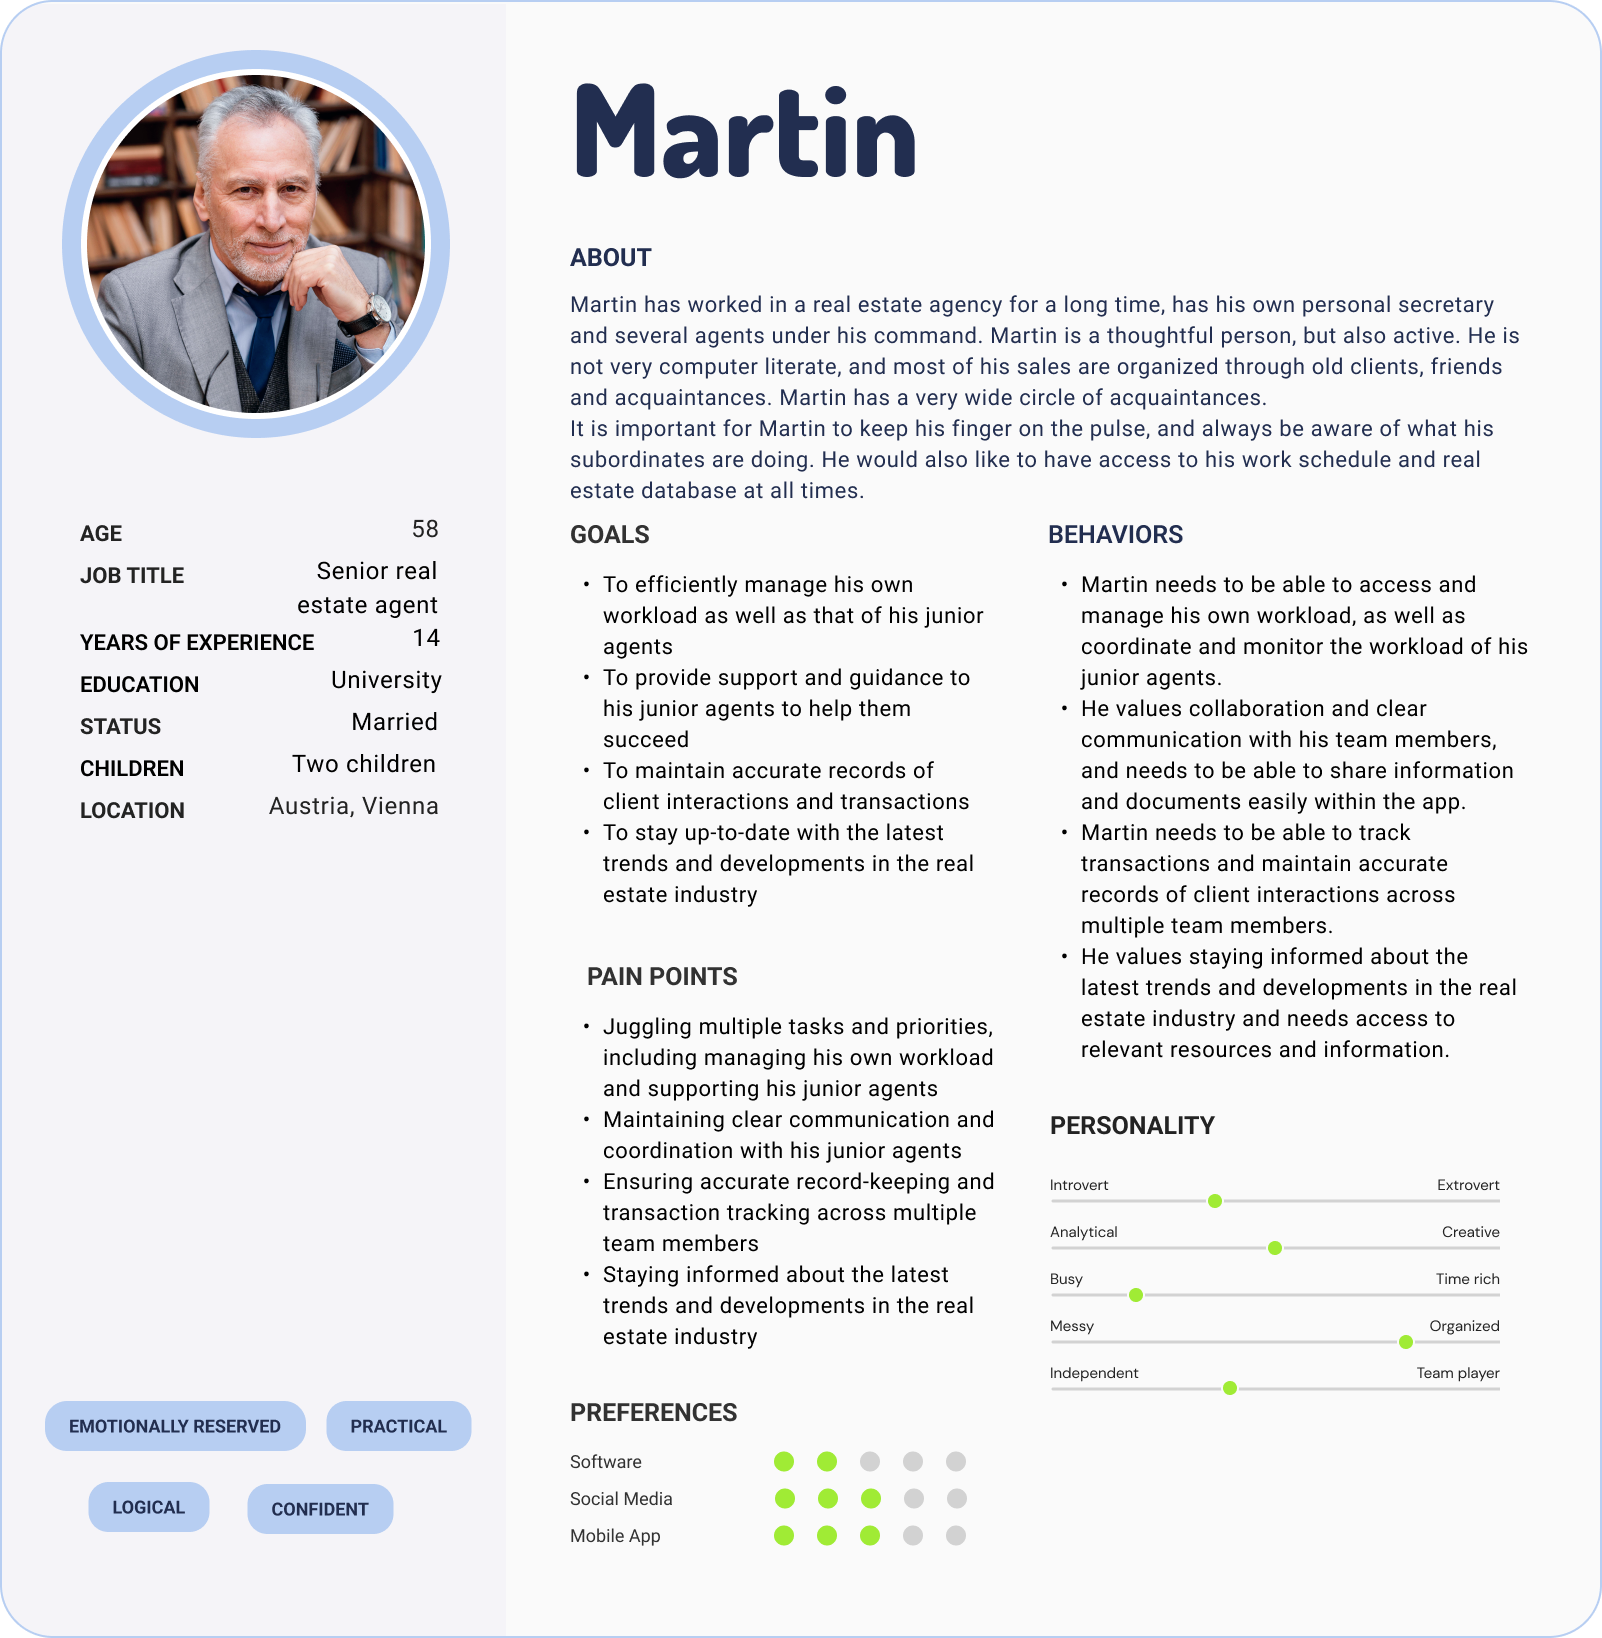 Martin
ABOUT
Martin has worked in a real estate agency for a long time, has his own personal secretary
and several agents under his command. Martin is a thoughtful person, but also active. He is
not very computer literate, and most of his sales are organized through old clients, friends
and acquaintances. Martin has a very wide circle of acquaintances.
It is important for Martin to keep his finger on the pulse, and always be aware of what his
subordinates are doing. He would also like to have access to his work schedule and real
estate database at all times.
AGE 58
JOB TITLE Senior real
estate agent
YEARS OF EXPERIENCE 14
EDUCATION University
STATUS Married
CHILDREN Two children
LOCATION Austria, Vienna
EMOTIONALLY RESERVED PRACTICAL
LOGICAL CONFIDENT
GOALS
• To efficiently manage his own
workload as well as that of his junior
agents
• To provide support and guidance to
his junior agents to help them
succeed
• To maintain accurate records of
client interactions and transactions
• To stay up-to-date with the latest
trends and developments in the real
estate industry
PAIN POINTS
• Juggling multiple tasks and priorities,
including managing his own workload
and supporting his junior agents
• Maintaining clear communication and
coordination with his junior agents
• Ensuring accurate record-keeping and
transaction tracking across multiple
team members
• Staying informed about the latest
trends and developments in the real
estate industry
PREFERENCES
Software
Social Media
Mobile App
BEHAVIORS
• Martin needs to be able to access and
manage his own workload, as well as
coordinate and monitor the workload of his
junior agents.
• He values collaboration and clear
communication with his team members,
and needs to be able to share information
and documents easily within the app.
• Martin needs to be able to track
transactions and maintain accurate
records of client interactions across
multiple team members.
• He values staying informed about the
latest trends and developments in the real
estate industry and needs access to
relevant resources and information.
PERSONALITY
Introvert Extrovert
Analytical Creative
Busy Time rich
Messy Organized
Independent Team player